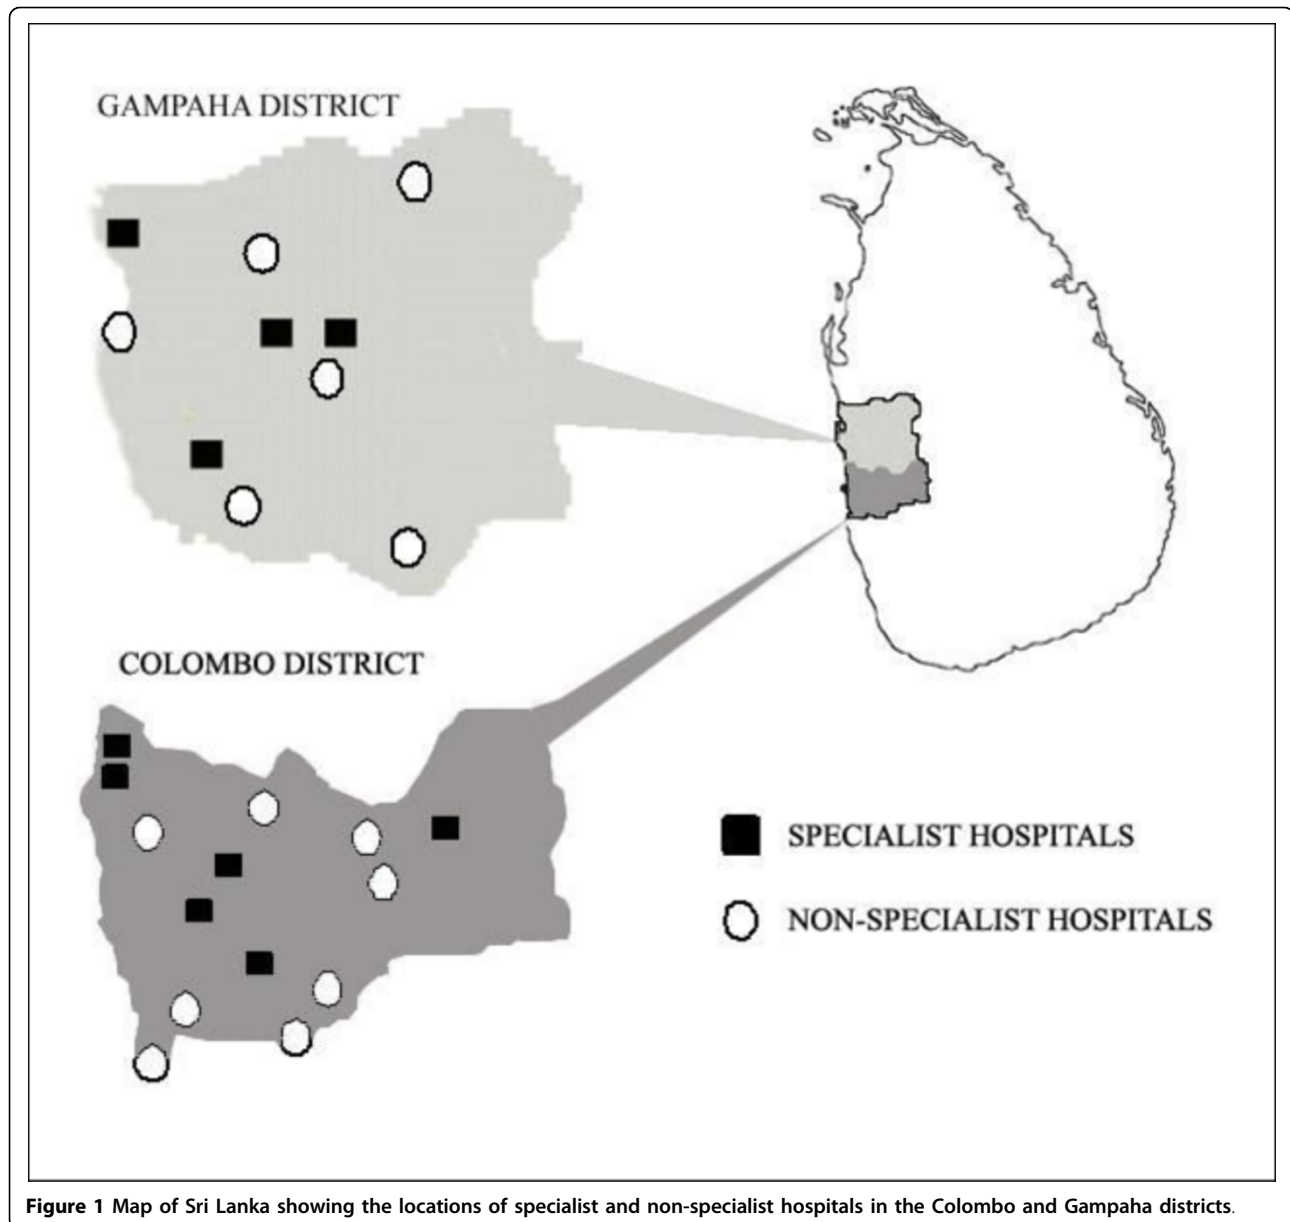 GAMPAHA DISTRICT
COLOMBO DISTRICT
SPECIALIST HOSPITALS
NON-SPECIALIST HOSPITALS
Figure 1 Map of Sri Lanka showing the locations of specialist and non-specialist hospitals in the Colombo and Gampaha districts.